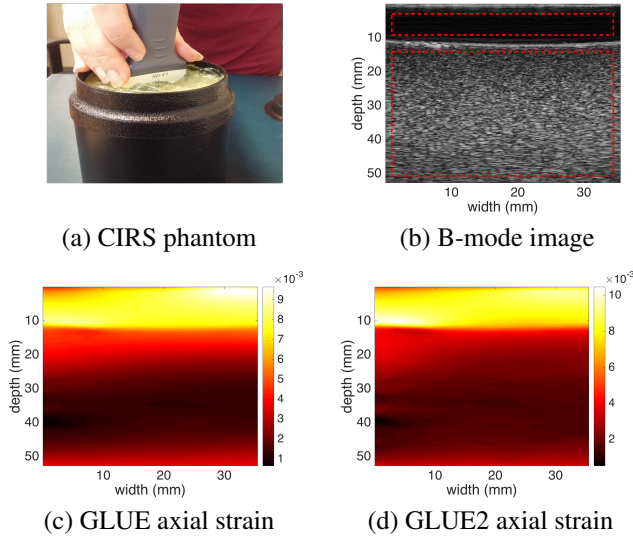 10
20
30
40
50
depth (mm)
10 20 30
width (mm)
(a) CIRS phantom (b) B-mode image
×10⁻³ ×10⁻³
10
20
30
40
50
depth (mm)
10 20 30
width (mm)
9
8
7
6
5
4
3
2
1
10
20
30
40
50
depth (mm)
10 20 30
width (mm)
10
8
6
4
2
(c) GLUE axial strain (d) GLUE2 axial strain